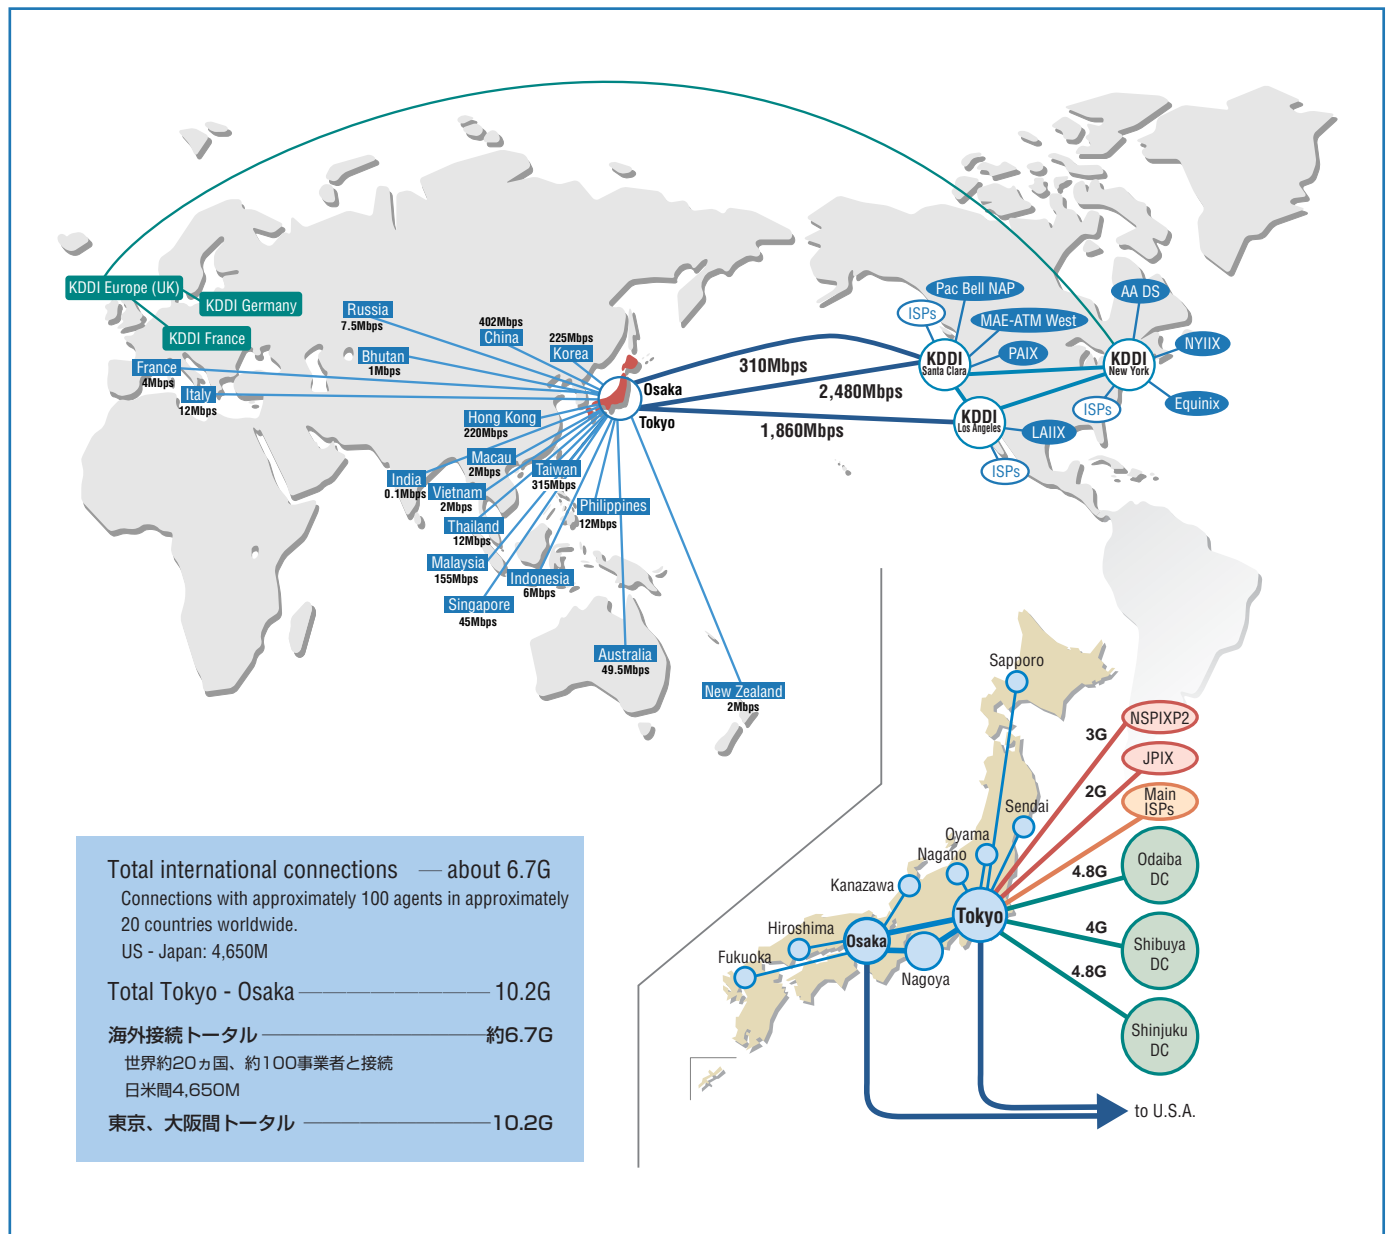 KDDI Europe (UK)
KDDI Germany
KDDI France
Russia
7.5Mbps
402Mbps
China
225Mbps
Korea
Bhutan
1Mbps
France
4Mbps
Italy
12Mbps
Hong Kong
220Mbps
Macau
2Mbps
Taiwan
315Mbps
India
0.1Mbps
Vietnam
2Mbps
Philippines
12Mbps
Thailand
12Mbps
Malaysia
155Mbps
Indonesia
6Mbps
Singapore
45Mbps
Australia
49.5Mbps
New Zealand
2Mbps
Osaka
Tokyo
310Mbps
2,480Mbps
1,860Mbps
Pac Bell NAP
ISPs
MAE-ATM West
PAIX
KDDI
Santa Clara
KDDI
Los Angeles
LAIIX
ISPs
AA DS
NYIIX
KDDI
New York
Equinix
ISPs
Sapporo
Sendai
Oyama
Nagano
Kanazawa
Hiroshima
Fukuoka
Osaka
Nagoya
Tokyo
3G
NSPIXP2
2G
JPIX
Main
ISPs
4.8G
Odaiba
DC
4G
Shibuya
DC
4.8G
Shinjuku
DC
to U.S.A.
Total international connections — about 6.7G
Connections with approximately 100 agents in approximately
20 countries worldwide.
US - Japan: 4,650M
Total Tokyo - Osaka ——————— 10.2G
海外接続トータル ———————— 約6.7G
世界約20ヵ国、約100事業者と接続
日米間4,650M
東京、大阪間トータル ——————— 10.2G